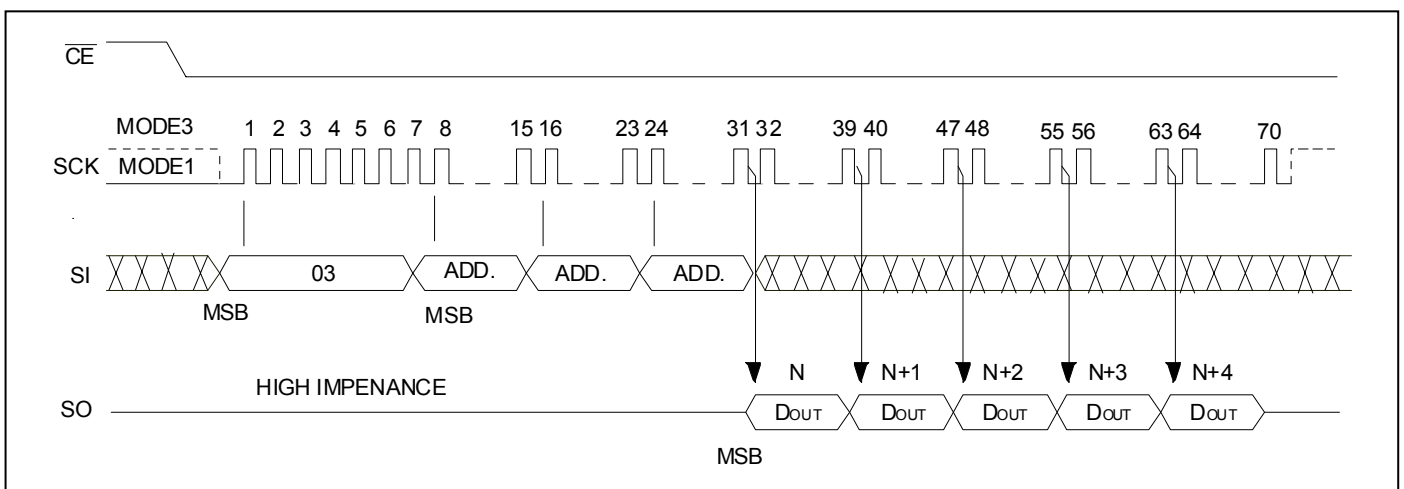 CE
MODE3
1 2 3 4 5 6 7 8 15 16 23 24 31 32 39 40 47 48 55 56 63 64 70
SCK MODE1
SI 03 ADD. ADD. ADD.
MSB MSB
N N+1 N+2 N+3 N+4
HIGH IMPENANCE
SO DOUT DOUT DOUT DOUT DOUT
MSB